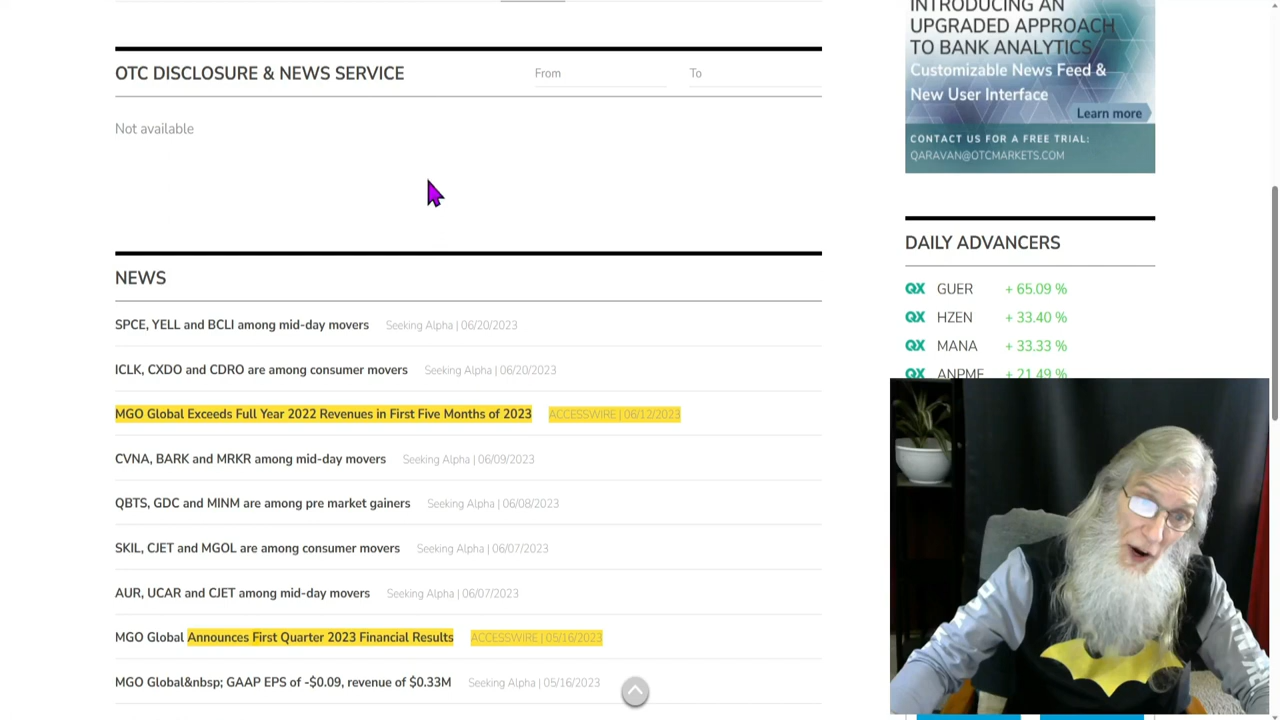 OTC DISCLOSURE & NEWS SERVICE
From
To
Not available
NEWS
SPCE, YELL and BCLI among mid-day movers Seeking Alpha | 06/20/2023
ICLK, CXDO and CDRO are among consumer movers Seeking Alpha | 06/20/2023
MGO Global Exceeds Full Year 2022 Revenues in First Five Months of 2023 ACCESSWIRE | 06/12/2023
CVNA, BARK and MRKR among mid-day movers Seeking Alpha | 06/09/2023
QBTS, GDC and MINM are among pre market gainers Seeking Alpha | 06/08/2023
SKIL, CJET and MGOL are among consumer movers Seeking Alpha | 06/07/2023
AUR, UCAR and CJET among mid-day movers Seeking Alpha | 06/07/2023
MGO Global Announces First Quarter 2023 Financial Results ACCESSWIRE | 05/16/2023
MGO Global&nbsp; GAAP EPS of -$0.09, revenue of $0.33M Seeking Alpha | 05/16/2023
INTRODUCING AN
UPGRADED APPROACH
TO BANK ANALYTICS
Customizable News Feed &
New User Interface
Learn more
CONTACT US FOR A FREE TRIAL:
QARAVAN@OTCMARKETS.COM
DAILY ADVANCERS
QX GUER + 65.09 %
QX HZEN + 33.40 %
QX MANA + 33.33 %
QX ANPMF + 21.49 %